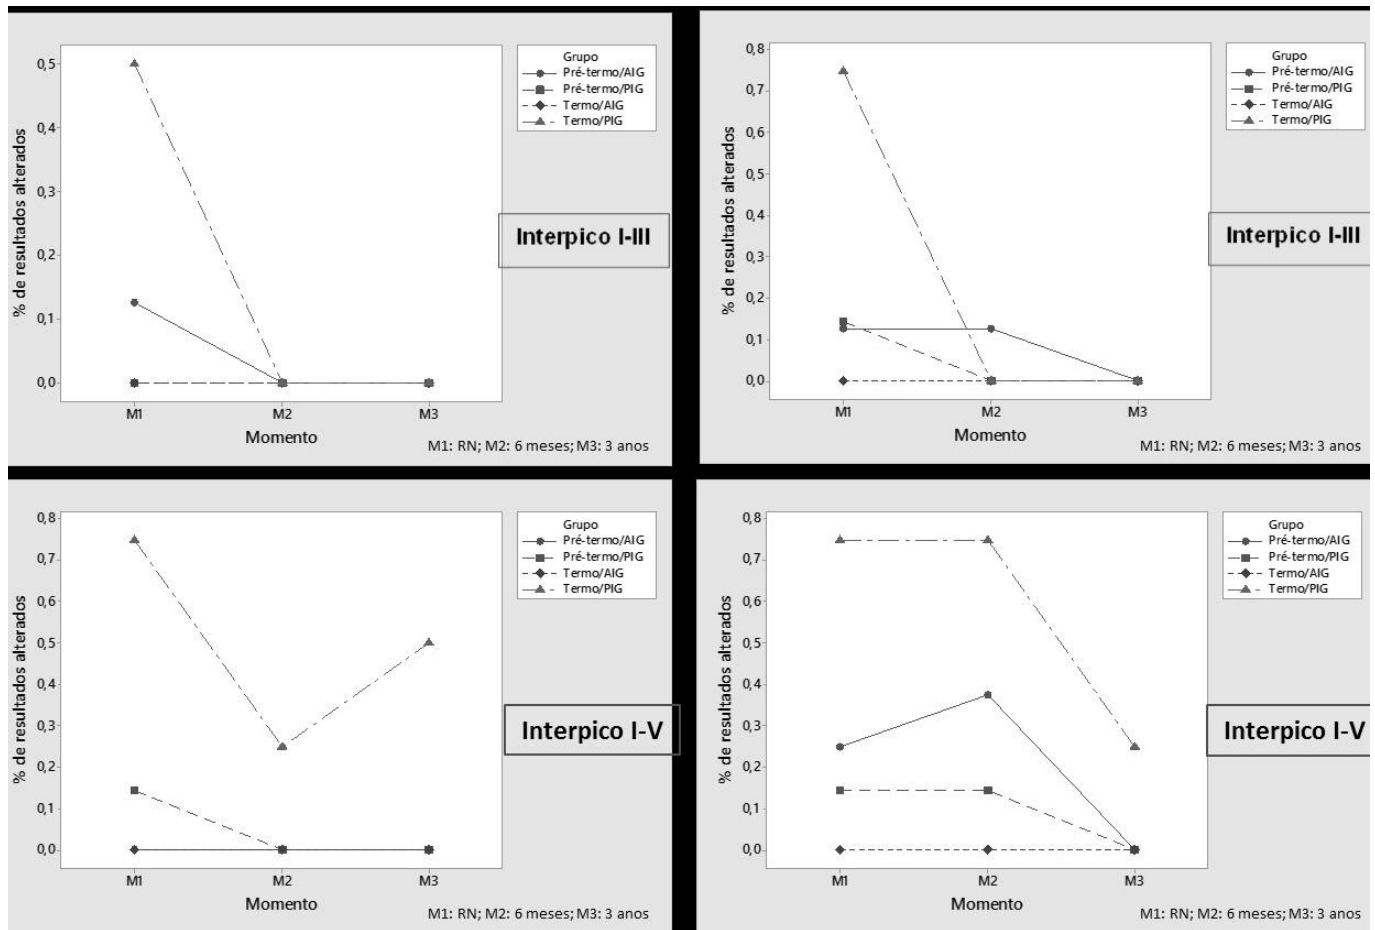 0,5
0,4
0,3
0,2
0,1
0,0
% de resultados alterados
M1
M2
M3
Momento
Grupo
Pré-termo/AIG
Pré-termo/PIG
Termo/AIG
Termo/PIG
Interpico I-III
M1: RN; M2: 6 meses; M3: 3 anos
0,8
0,7
0,6
0,5
0,4
0,3
0,2
0,1
0,0
% de resultados alterados
M1
M2
M3
Momento
Grupo
Pré-termo/AIG
Pré-termo/PIG
Termo/AIG
Termo/PIG
Interpico I-III
M1: RN; M2: 6 meses; M3: 3 anos
0,8
0,7
0,6
0,5
0,4
0,3
0,2
0,1
0,0
% de resultados alterados
M1
M2
M3
Momento
Grupo
Pré-termo/AIG
Pré-termo/PIG
Termo/AIG
Termo/PIG
Interpico I-V
M1: RN; M2: 6 meses; M3: 3 anos
0,8
0,7
0,6
0,5
0,4
0,3
0,2
0,1
0,0
% de resultados alterados
M1
M2
M3
Momento
Grupo
Pré-termo/AIG
Pré-termo/PIG
Termo/AIG
Termo/PIG
Interpico I-V
M1: RN; M2: 6 meses; M3: 3 anos